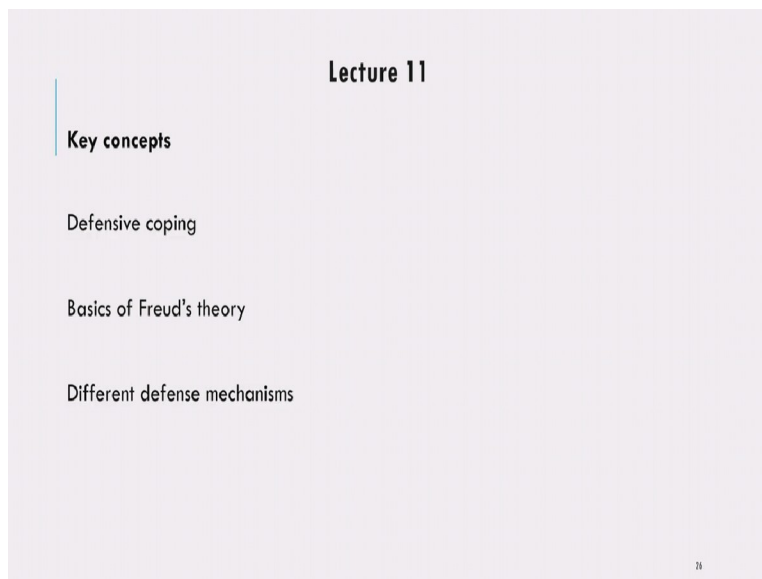 Lecture 11
Key concepts
Defensive coping
Basics of Freud's theory
Different defense mechanisms
26